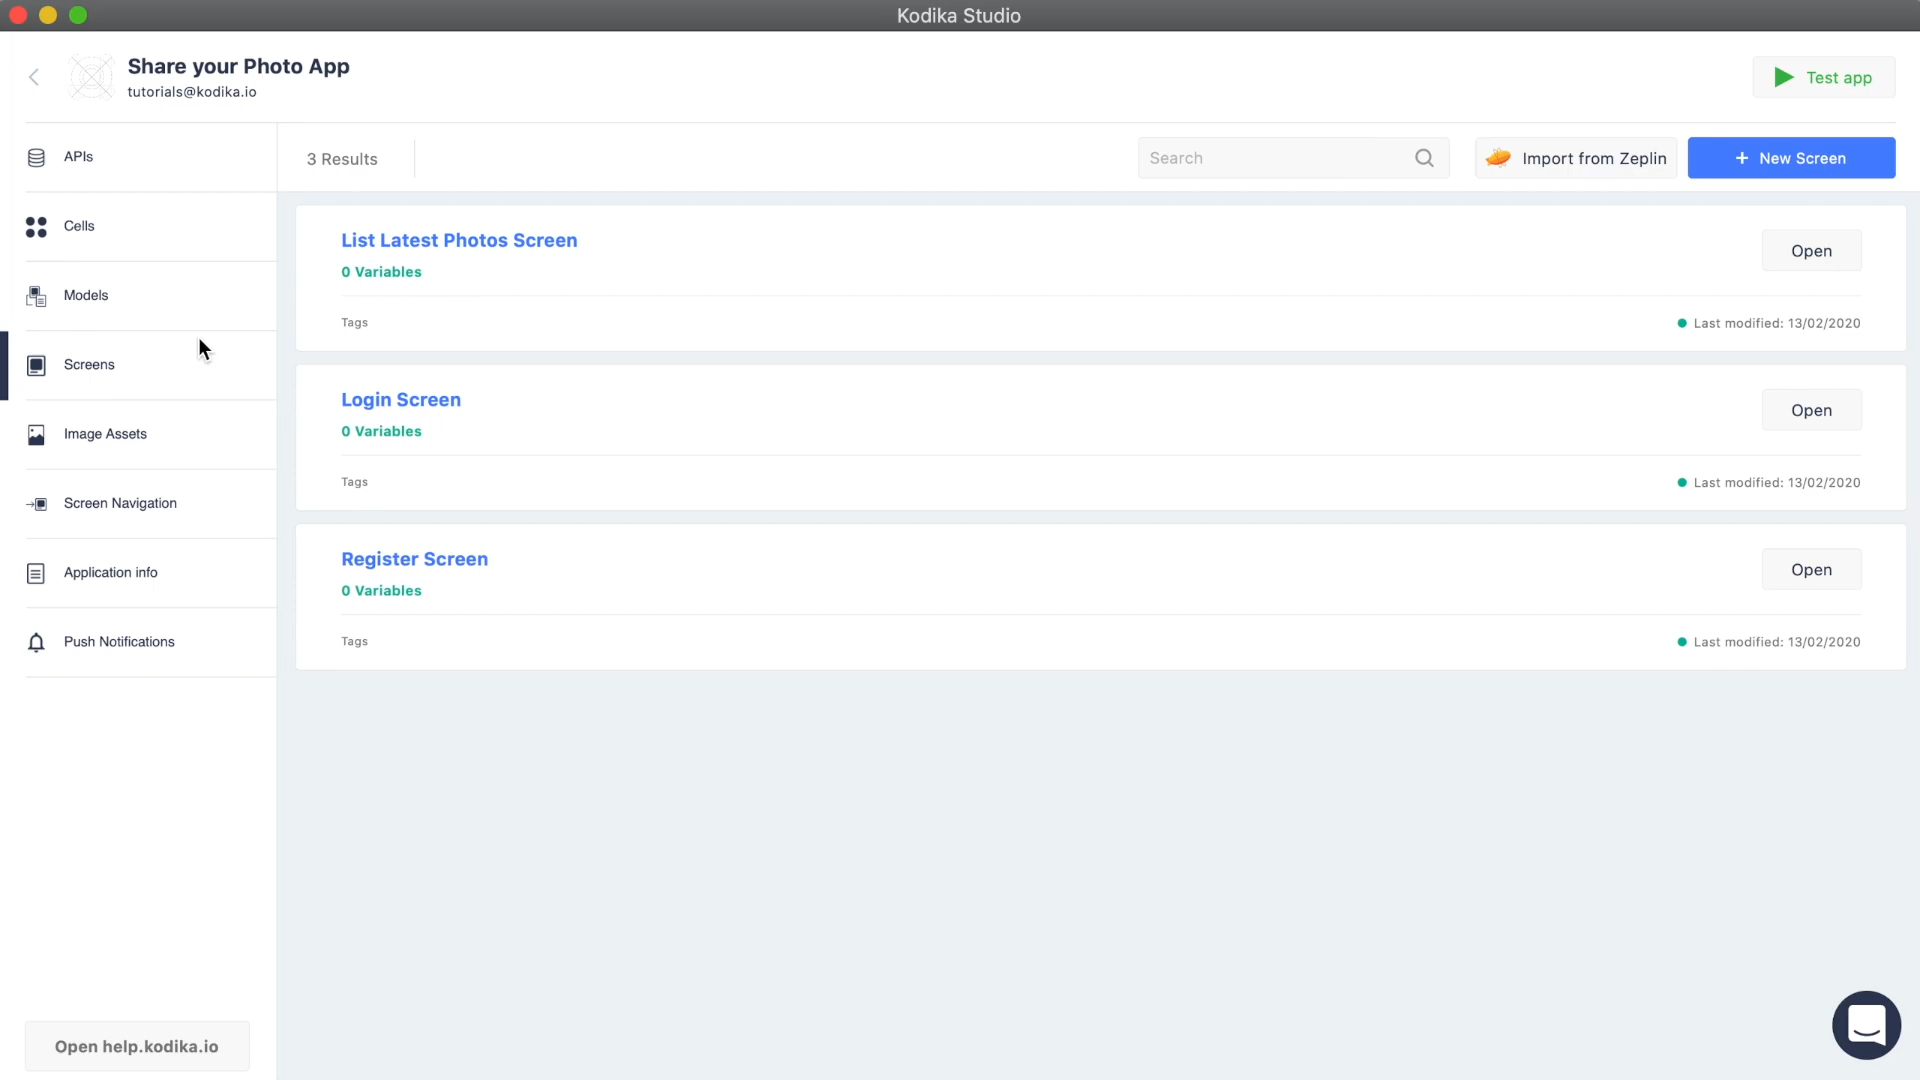 Kodika Studio
Share your Photo App
tutorials@kodika.io
Test app
APIs
Cells
Models
Screens
Image Assets
Screen Navigation
Application info
Push Notifications
Open help.kodika.io
3 Results
Search
Import from Zeplin
+ New Screen
List Latest Photos Screen
0 Variables
Open
Tags
Last modified: 13/02/2020
Login Screen
0 Variables
Open
Tags
Last modified: 13/02/2020
Register Screen
0 Variables
Open
Tags
Last modified: 13/02/2020